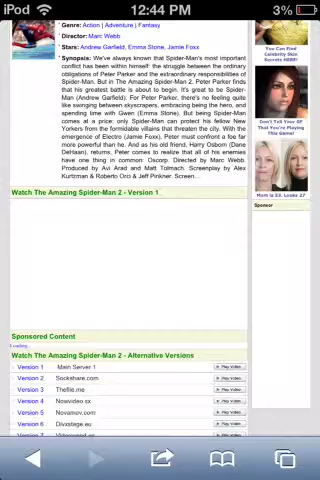 iPod 12:44 PM 3%
Genre: Action | Adventure | Fantasy
Director: Marc Webb
Stars: Andrew Garfield, Emma Stone, Jamie Foxx
Synopsis: We've always known that Spider-Man's most
important conflict has been within himself: the struggle between the ordinary
obligations of Peter Parker and the extraordinary responsibilities of
Spider-Man. But in The Amazing Spider-Man 2, Peter Parker finds
that his greatest battle is about to begin. It's great to be Spider-
Man (Andrew Garfield). For Peter Parker, there's no feeling quite
like swinging between skyscrapers, embracing being the hero, and
spending time with Gwen (Emma Stone). But being Spider-Man
comes at a price: only Spider-Man can protect his fellow New
Yorkers from the formidable villains that threaten the city. With the
emergence of Electro (Jamie Foxx), Peter must confront a foe far
more powerful than he. And as his old friend, Harry Osborn (Dane
DeHaan), returns, Peter comes to realize that all of his enemies
have one thing in common: Oscorp. Directed by Marc Webb.
Produced by Avi Arad and Matt Tolmach. Screenplay by Alex
Kurtzman & Roberto Orci & Jeff Pinkner. Screen...
You Can Find
Celebrity Skin
Secrets HERE!
Don't Tell Your GF
That You're Playing
This Game!
Mom is 53, Looks 27
Sponsor
Watch The Amazing Spider-Man 2 - Version 1
Sponsored Content
Loading...
Watch The Amazing Spider-Man 2 - Alternative Versions
Version 1 Main Server 1 Play Video
Version 2 Sockshare.com Play Video
Version 3 Thefile.me Play Video
Version 4 Nowvideo.sx Play Video
Version 5 Novamov.com Play Video
Version 6 Divxstage.eu Play Video